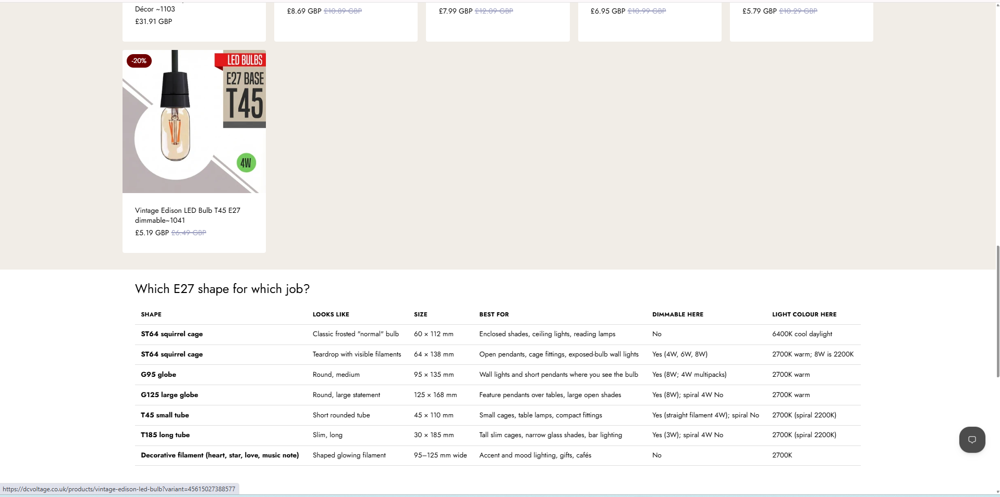 Décor ~1103
£31.91 GBP
£8.69 GBP £10.89 GBP
£7.99 GBP £12.09 GBP
£6.95 GBP £10.99 GBP
£5.79 GBP £10.29 GBP
-20%
LED BULBS
E27 BASE
T45
4W
Vintage Edison LED Bulb T45 E27
dimmable~1041
£5.19 GBP £6.49 GBP
Which E27 shape for which job?
SHAPE LOOKS LIKE SIZE BEST FOR DIMMABLE HERE LIGHT COLOUR HERE
ST64 squirrel cage Classic frosted "normal" bulb 60 × 112 mm Enclosed shades, ceiling lights, reading lamps No 6400K cool daylight
ST64 squirrel cage Teardrop with visible filaments 64 × 138 mm Open pendants, cage fittings, exposed-bulb wall lights Yes (4W, 6W, 8W) 2700K warm; 8W is 2200K
G95 globe Round, medium 95 × 135 mm Wall lights and short pendants where you see the bulb Yes (8W; 4W multipacks) 2700K warm
G125 large globe Round, large statement 125 × 168 mm Feature pendants over tables, large open shades Yes (8W); spiral 4W No 2700K warm
T45 small tube Short rounded tube 45 × 110 mm Small cages, table lamps, compact fittings Yes (straight filament 4W); spiral No 2700K (spiral 2200K)
T185 long tube Slim, long 30 × 185 mm Tall slim cages, narrow glass shades, bar lighting Yes (3W); spiral 4W No 2700K (spiral 2200K)
Decorative filament (heart, star, love, music note) Shaped glowing filament 95–125 mm wide Accent and mood lighting, gifts, cafés No 2700K
https://dcvoltage.co.uk/products/vintage-edison-led-bulb?variant=45615027388577